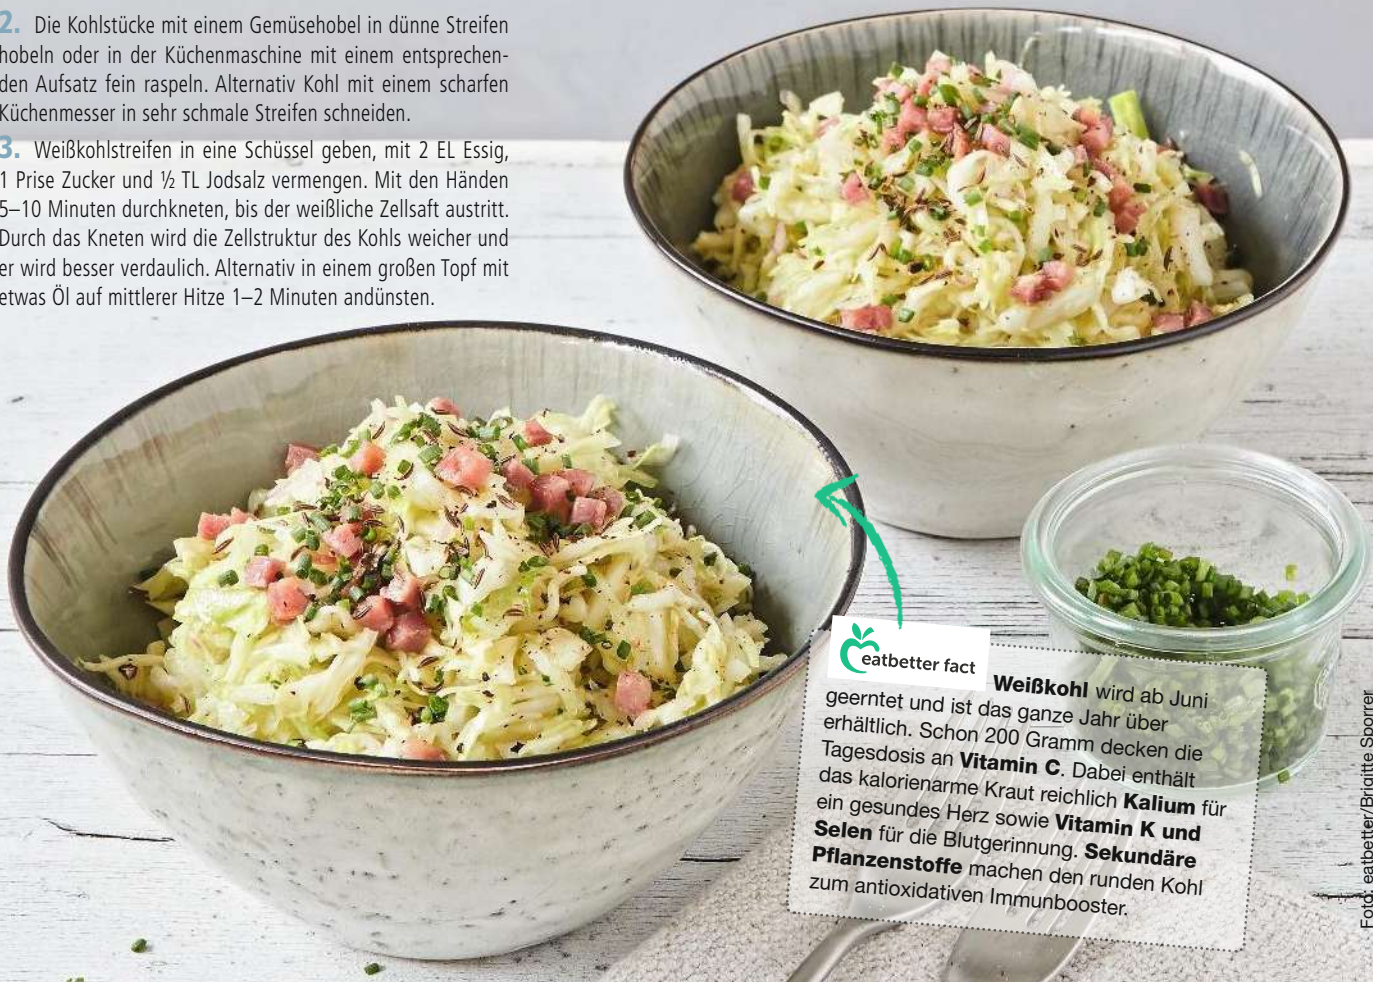 2. Die Kohlstücke mit einem Gemüsehobel in dünne Streifen
hobeln oder in der Küchenmaschine mit einem entsprechen-
den Aufsatz fein raspeln. Alternativ Kohl mit einem scharfen
Küchenmesser in sehr schmale Streifen schneiden.
3. Weißkohlstreifen in eine Schüssel geben, mit 2 EL Essig,
1 Prise Zucker und ½ TL Jodsalz vermengen. Mit den Händen
5–10 Minuten durchkneten, bis der weißliche Zellsaft austritt.
Durch das Kneten wird die Zellstruktur des Kohls weicher und
er wird besser verdaulich. Alternativ in einem großen Topf mit
etwas Öl auf mittlerer Hitze 1–2 Minuten andünsten.
eatbetter fact
Weißkohl wird ab Juni
geerntet und ist das ganze Jahr über
erhältlich. Schon 200 Gramm decken die
Tagesdosis an Vitamin C. Dabei enthält
das kalorienarme Kraut reichlich Kalium für
ein gesundes Herz sowie Vitamin K und
Selen für die Blutgerinnung. Sekundäre
Pflanzenstoffe machen den runden Kohl
zum antioxidativen Immunbooster.
Foto: eatbetter/Brigitte Sporrer